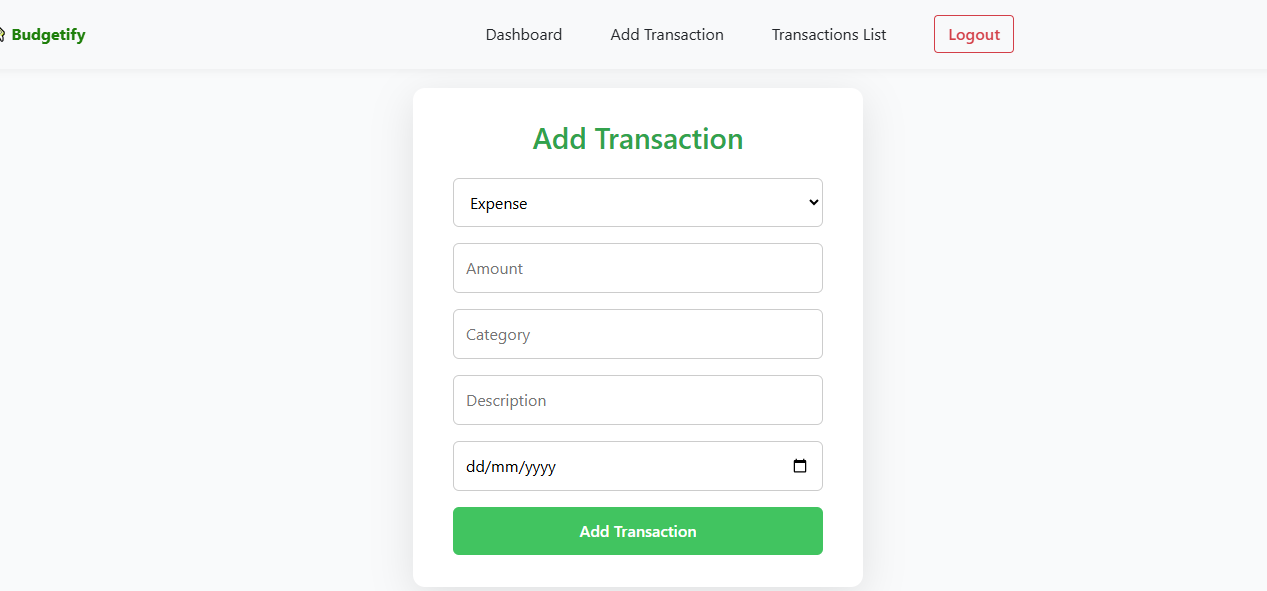 Budgetify Dashboard Add Transaction Transactions List Logout
Add Transaction
Expense
Amount
Category
Description
dd/mm/yyyy
Add Transaction